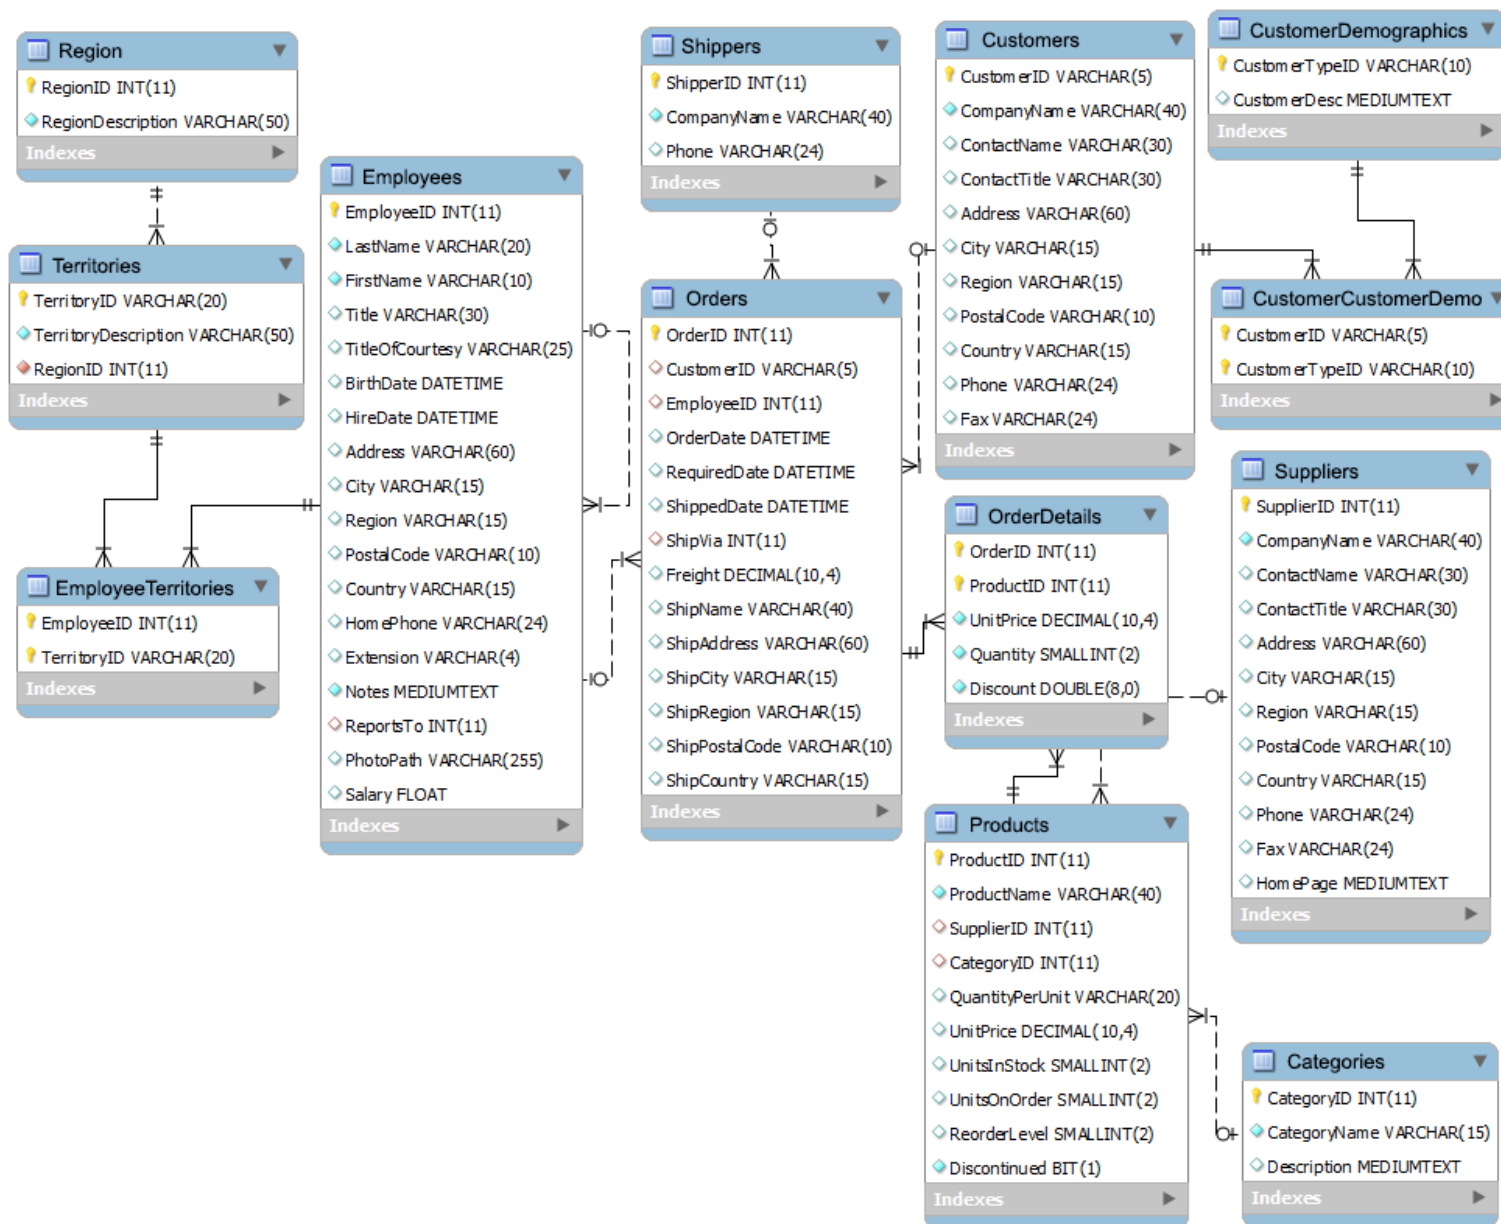 Region
RegionID INT(11)
RegionDescription VARCHAR(50)
Indexes
Territories
TerritoryID VARCHAR(20)
TerritoryDescription VARCHAR(50)
RegionID INT(11)
Indexes
EmployeeTerritories
EmployeeID INT(11)
TerritoryID VARCHAR(20)
Indexes
Employees
EmployeeID INT(11)
LastName VARCHAR(20)
FirstName VARCHAR(10)
Title VARCHAR(30)
TitleOfCourtesy VARCHAR(25)
BirthDate DATETIME
HireDate DATETIME
Address VARCHAR(60)
City VARCHAR(15)
Region VARCHAR(15)
PostalCode VARCHAR(10)
Country VARCHAR(15)
HomePhone VARCHAR(24)
Extension VARCHAR(4)
Notes MEDIUMTEXT
ReportsTo INT(11)
PhotoPath VARCHAR(255)
Salary FLOAT
Indexes
Shippers
ShipperID INT(11)
CompanyName VARCHAR(40)
Phone VARCHAR(24)
Indexes
Orders
OrderID INT(11)
CustomerID VARCHAR(5)
EmployeeID INT(11)
OrderDate DATETIME
RequiredDate DATETIME
ShippedDate DATETIME
ShipVia INT(11)
Freight DECIMAL(10,4)
ShipName VARCHAR(40)
ShipAddress VARCHAR(60)
ShipCity VARCHAR(15)
ShipRegion VARCHAR(15)
ShipPostalCode VARCHAR(10)
ShipCountry VARCHAR(15)
Indexes
Customers
CustomerID VARCHAR(5)
CompanyName VARCHAR(40)
ContactName VARCHAR(30)
ContactTitle VARCHAR(30)
Address VARCHAR(60)
City VARCHAR(15)
Region VARCHAR(15)
PostalCode VARCHAR(10)
Country VARCHAR(15)
Phone VARCHAR(24)
Fax VARCHAR(24)
Indexes
OrderDetails
OrderID INT(11)
ProductID INT(11)
UnitPrice DECIMAL(10,4)
Quantity SMALLINT(2)
Discount DOUBLE(8,0)
Indexes
Products
ProductID INT(11)
ProductName VARCHAR(40)
SupplierID INT(11)
CategoryID INT(11)
QuantityPerUnit VARCHAR(20)
UnitPrice DECIMAL(10,4)
UnitsInStock SMALLINT(2)
UnitsOnOrder SMALLINT(2)
ReorderLevel SMALLINT(2)
Discontinued BIT(1)
Indexes
CustomerDemographics
CustomerTypeID VARCHAR(10)
CustomerDesc MEDIUMTEXT
Indexes
CustomerCustomerDemo
CustomerID VARCHAR(5)
CustomerTypeID VARCHAR(10)
Indexes
Suppliers
SupplierID INT(11)
CompanyName VARCHAR(40)
ContactName VARCHAR(30)
ContactTitle VARCHAR(30)
Address VARCHAR(60)
City VARCHAR(15)
Region VARCHAR(15)
PostalCode VARCHAR(10)
Country VARCHAR(15)
Phone VARCHAR(24)
Fax VARCHAR(24)
HomePage MEDIUMTEXT
Indexes
Categories
CategoryID INT(11)
CategoryName VARCHAR(15)
Description MEDIUMTEXT
Indexes